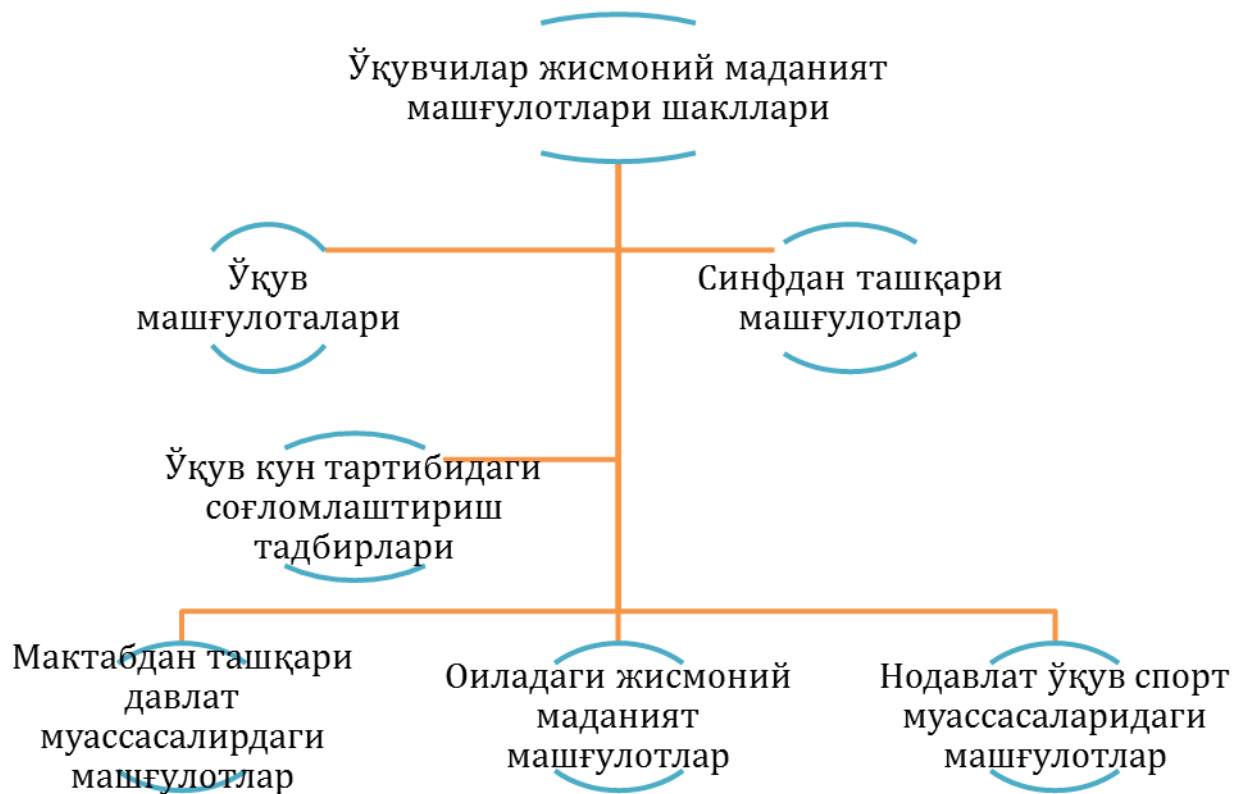 Ўқувчилар жисмоний маданият
машғулотлари шакллари
Ўқув
машғулоталари
Синфдан ташқари
машғулотлар
Ўқув кун тартибидаги
соғломлаштириш
тадбирлари
Мактабдан ташқари
давлат
муассасалирдаги
машғулотлар
Оиладаги жисмоний
маданият
машғулотлар
Нодавлат ўқув спорт
муассасаларидаги
машғулотлар